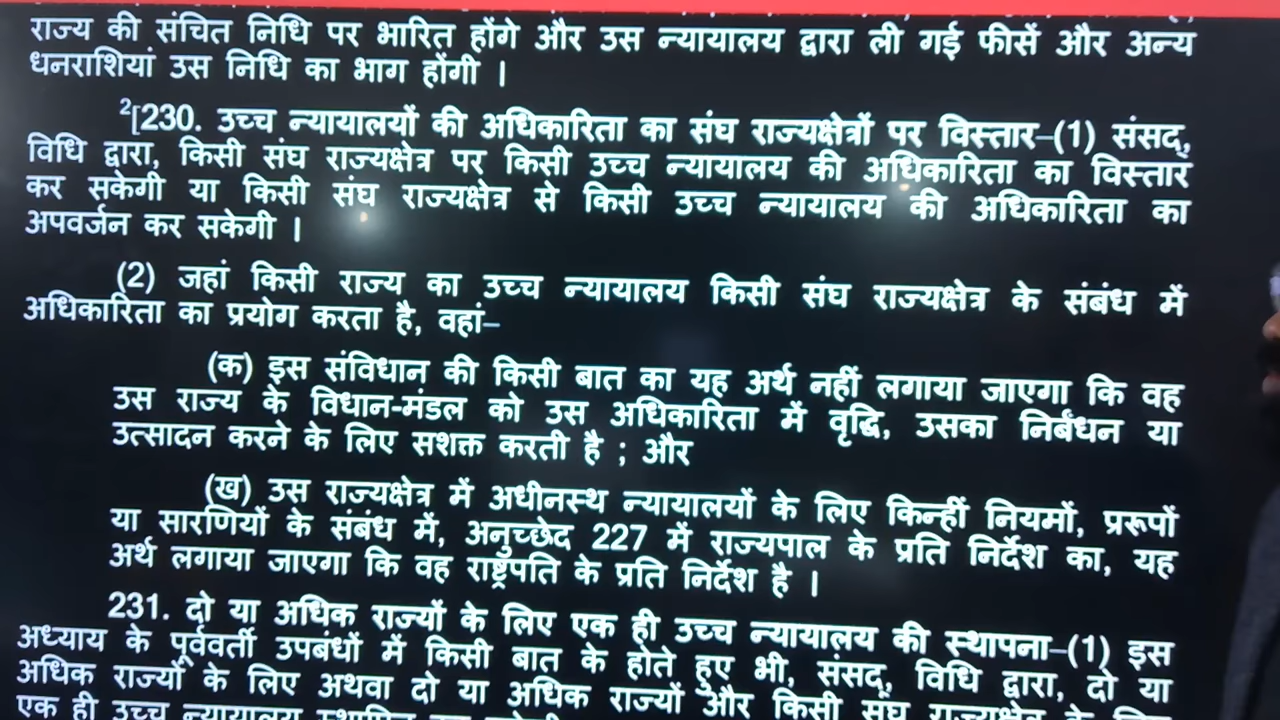 राज्य की संचित निधि पर भारित होंगे और उस न्यायालय द्वारा ली गई फीसें और अन्य
धनराशियां उस निधि का भाग होंगी ।
2[230. उच्च न्यायालयों की अधिकारिता का संघ राज्यक्षेत्रों पर विस्तार–(1) संसद्,
विधि द्वारा, किसी संघ राज्यक्षेत्र पर किसी उच्च न्यायालय की अधिकारिता का विस्तार
कर सकेगी या किसी संघ राज्यक्षेत्र से किसी उच्च न्यायालय की अधिकारिता का
अपवर्जन कर सकेगी ।
(2) जहां किसी राज्य का उच्च न्यायालय किसी संघ राज्यक्षेत्र के संबंध में
अधिकारिता का प्रयोग करता है, वहां–
(क) इस संविधान की किसी बात का यह अर्थ नहीं लगाया जाएगा कि वह
उस राज्य के विधान-मंडल को उस अधिकारिता में वृद्धि, उसका निर्बंधन या
उत्सादन करने के लिए सशक्त करती है ; और
(ख) उस राज्यक्षेत्र में अधीनस्थ न्यायालयों के लिए किन्हीं नियमों, प्ररूपों
या सारणियों के संबंध में, अनुच्छेद 227 में राज्यपाल के प्रति निर्देश का, यह
अर्थ लगाया जाएगा कि वह राष्ट्रपति के प्रति निर्देश है ।
231. दो या अधिक राज्यों के लिए एक ही उच्च न्यायालय की स्थापना–(1) इस
अध्याय के पूर्ववर्ती उपबंधों में किसी बात के होते हुए भी, संसद्, विधि द्वारा, दो या
अधिक राज्यों के लिए अथवा दो या अधिक राज्यों और किसी संघ राज्यक्षेत्र के
एक ही उच्च न्यायालय